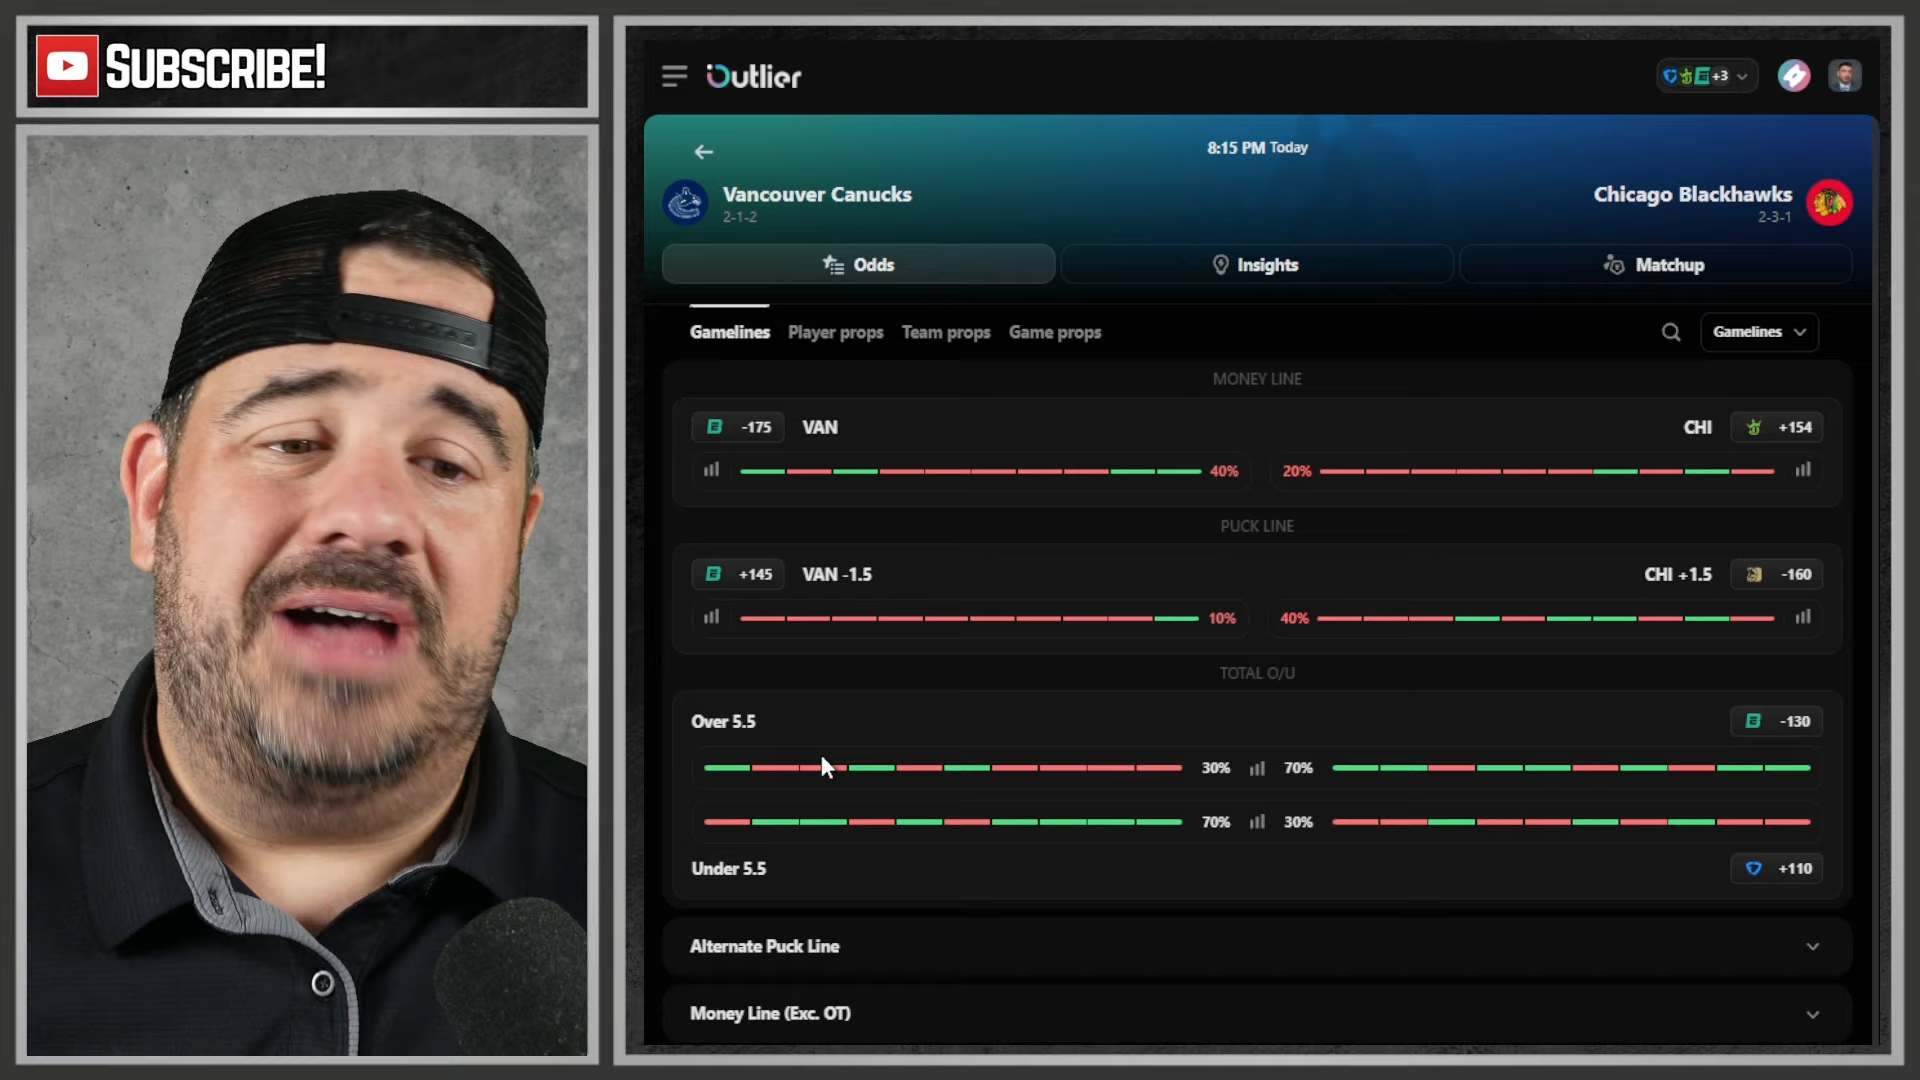 SUBSCRIBE!
Outlier
+3
8:15 PM Today
Vancouver Canucks
2-1-2
Chicago Blackhawks
2-3-1
Odds
Insights
Matchup
Gamelines
Player props
Team props
Game props
Gamelines
MONEY LINE
-175 VAN
CHI +154
40%
20%
PUCK LINE
+145 VAN -1.5
CHI +1.5 -160
10%
40%
TOTAL O/U
Over 5.5
-130
30% 70%
70% 30%
Under 5.5
+110
Alternate Puck Line
Money Line (Exc. OT)